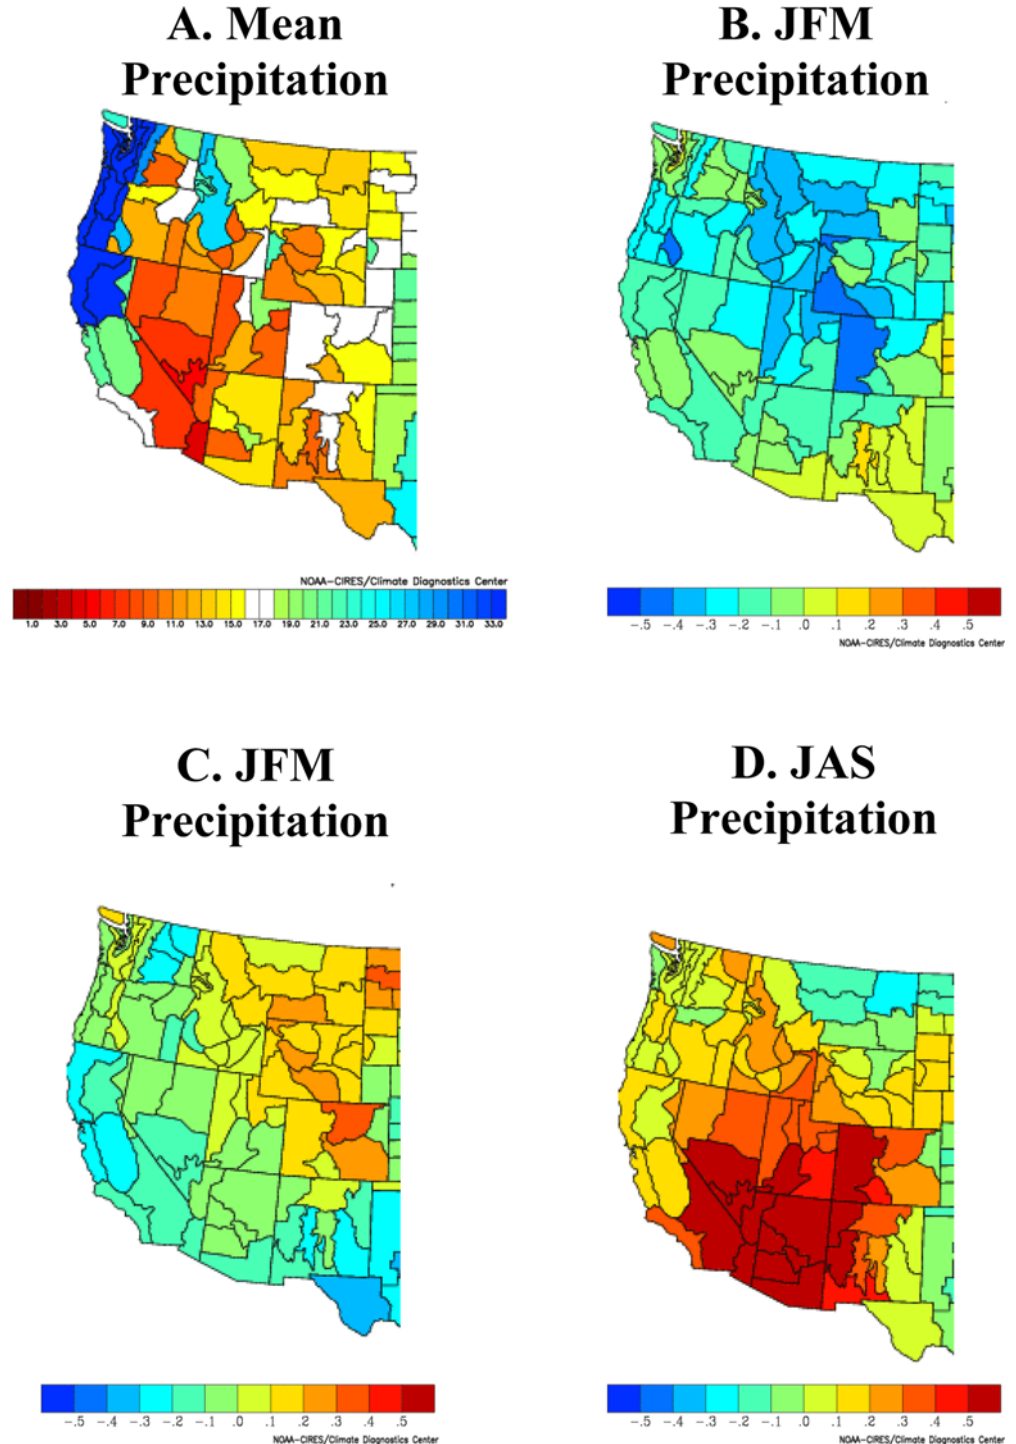 A. Mean
Precipitation
B. JFM
Precipitation
NOAA-CIRES/Climate Diagnostics Center
1.0 3.0 5.0 7.0 9.0 11.0 13.0 15.0 17.0 19.0 21.0 23.0 25.0 27.0 29.0 31.0 33.0
-.5 -.4 -.3 -.2 -.1 .0 .1 .2 .3 .4 .5
NOAA-CIRES/Climate Diagnostics Center
C. JFM
Precipitation
D. JAS
Precipitation
-.5 -.4 -.3 -.2 -.1 .0 .1 .2 .3 .4 .5
NOAA-CIRES/Climate Diagnostics Center
-.5 -.4 -.3 -.2 -.1 .0 .1 .2 .3 .4 .5
NOAA-CIRES/Climate Diagnostics Center